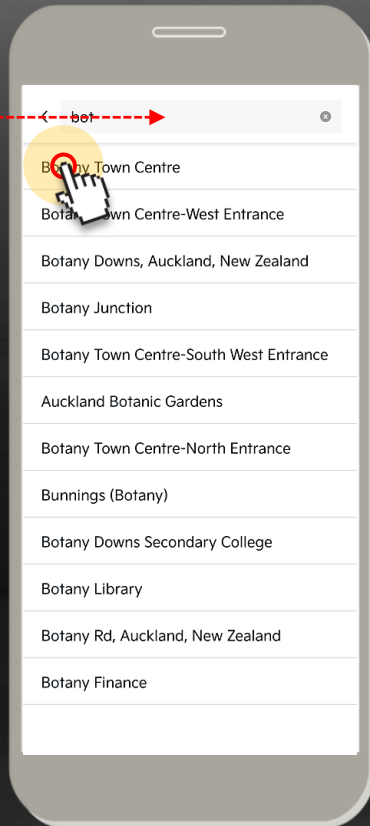 bot
Botany Town Centre
Botany Town Centre-West Entrance
Botany Downs, Auckland, New Zealand
Botany Junction
Botany Town Centre-South West Entrance
Auckland Botanic Gardens
Botany Town Centre-North Entrance
Bunnings (Botany)
Botany Downs Secondary College
Botany Library
Botany Rd, Auckland, New Zealand
Botany Finance